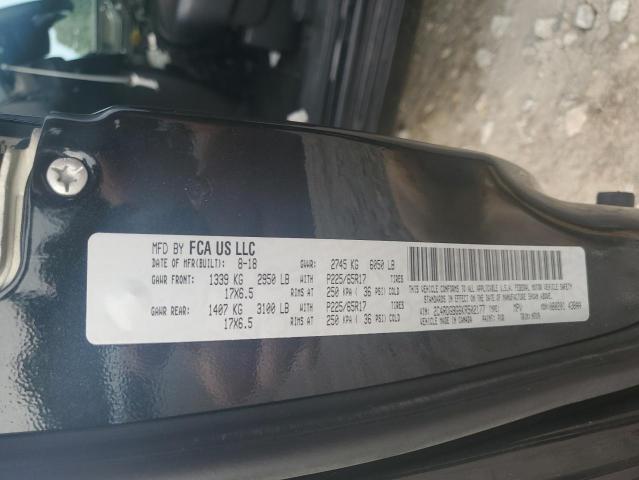 MFD BY FCA US LLC
DATE OF MFR(BUILT): 8-18 GVWR: 2745 KG 6050 LB
GAWR FRONT: 1339 KG 2950 LB WITH P225/65R17 TIRES
17X6.5 RIMS AT 250 KPA ( 36 PSI) COLD
GAWR REAR: 1407 KG 3100 LB WITH P225/65R17 TIRES
17X6.5 RIMS AT 250 KPA ( 36 PSI) COLD
THIS VEHICLE CONFORMS TO ALL APPLICABLE U.S.A. FEDERAL MOTOR VEHICLE SAFETY
STANDARDS IN EFFECT ON THE DATE OF MANUFACTURE SHOWN ABOVE.
VIN: TYPE: MPV
VEHICLE MADE IN CANADA PAINT: